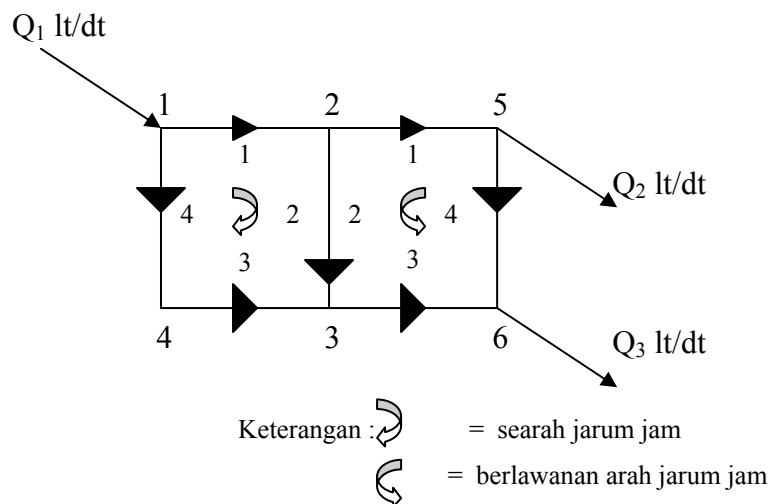 Q₁ lt/dt
1 2 5
1 1
Q₂ lt/dt
4 2 2 4
3 3
4 3 6
Q₃ lt/dt
Keterangan : = searah jarum jam
= berlawanan arah jarum jam